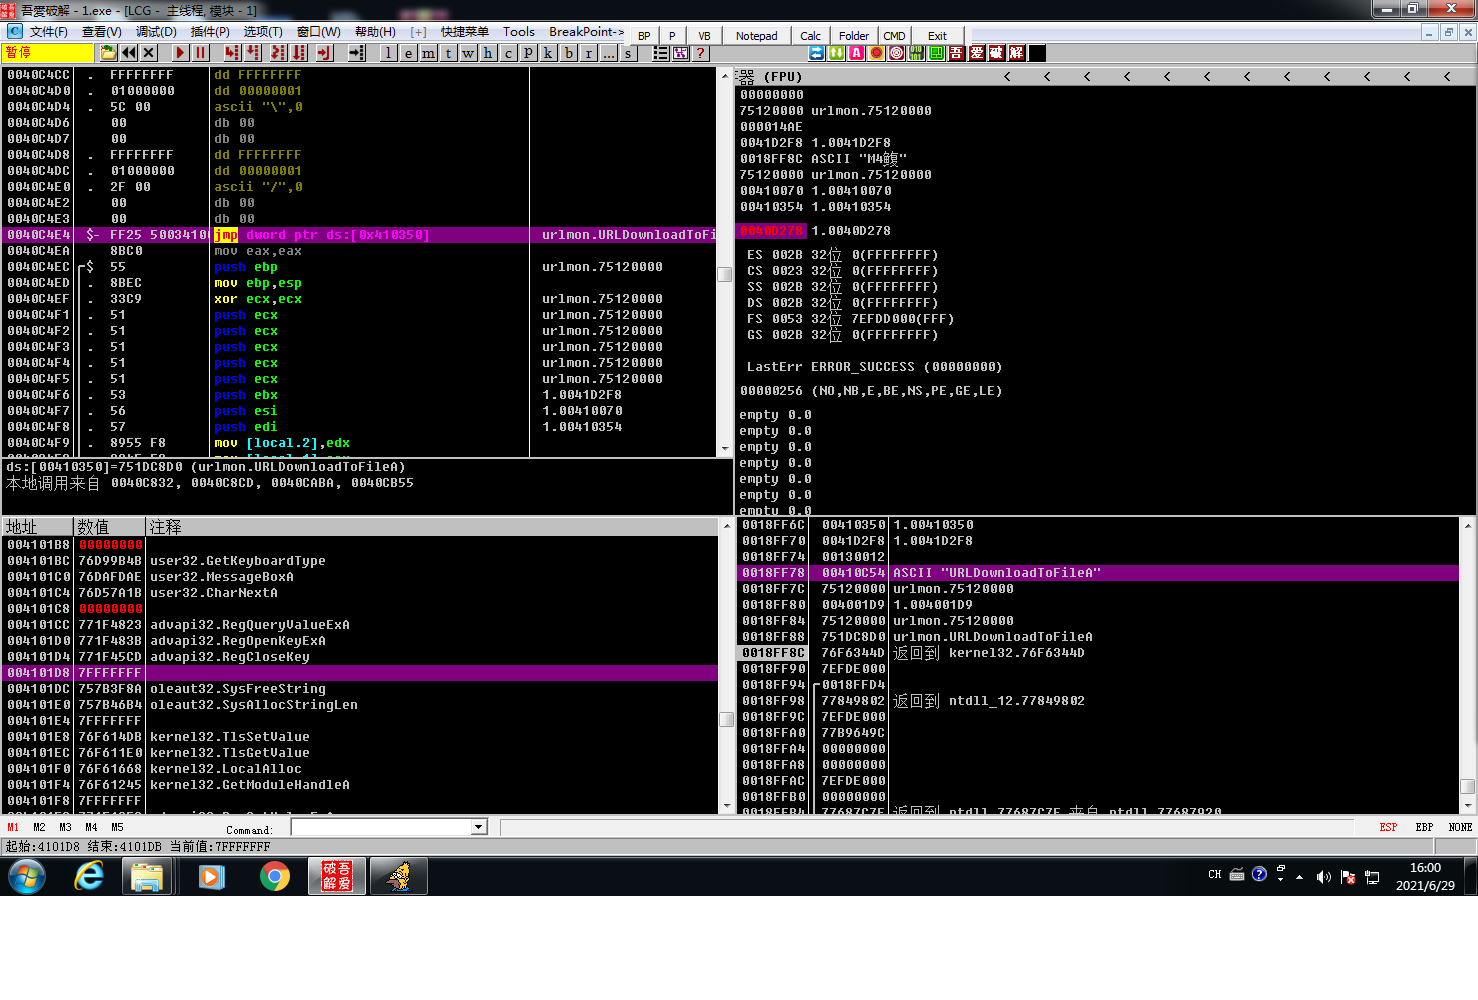 吾愛破解 - 1.exe - [LCG - 主线程, 模块 - 1]
文件(F) 查看(V) 调试(D) 插件(P) 选项(T) 窗口(W) 帮助(H) [+] 快捷菜单 Tools BreakPoint-> BP P VB Notepad Calc Folder CMD Exit
暂停 l e m t w h c p k b r ... s ? A 吾 爱 破 解
0040C4CC . FFFFFFFF dd FFFFFFFF
0040C4D0 . 01000000 dd 00000001
0040C4D4 . 5C 00 ascii "\",0
0040C4D6 00 db 00
0040C4D7 00 db 00
0040C4D8 . FFFFFFFF dd FFFFFFFF
0040C4DC . 01000000 dd 00000001
0040C4E0 . 2F 00 ascii "/",0
0040C4E2 00 db 00
0040C4E3 00 db 00
0040C4E4 $- FF25 5003410 jmp dword ptr ds:[0x410350] urlmon.URLDownloadToFi
0040C4EA 8BC0 mov eax,eax
0040C4EC $ 55 push ebp urlmon.75120000
0040C4ED . 8BEC mov ebp,esp
0040C4EF . 33C9 xor ecx,ecx urlmon.75120000
0040C4F1 . 51 push ecx urlmon.75120000
0040C4F2 . 51 push ecx urlmon.75120000
0040C4F3 . 51 push ecx urlmon.75120000
0040C4F4 . 51 push ecx urlmon.75120000
0040C4F5 . 51 push ecx urlmon.75120000
0040C4F6 . 53 push ebx 1.0041D2F8
0040C4F7 . 56 push esi 1.00410070
0040C4F8 . 57 push edi 1.00410354
0040C4F9 . 8955 F8 mov [local.2],edx
ds:[00410350]=751DC8D0 (urlmon.URLDownloadToFileA)
本地调用来自 0040C832, 0040C8CD, 0040CABA, 0040CB55
器 (FPU) < < < < < < < < < < < <
00000000
75120000 urlmon.75120000
000014AE
0041D2F8 1.0041D2F8
0018FF8C ASCII "M4鳆"
75120000 urlmon.75120000
00410070 1.00410070
00410354 1.00410354
0040D278 1.0040D278
ES 002B 32位 0(FFFFFFFF)
CS 0023 32位 0(FFFFFFFF)
SS 002B 32位 0(FFFFFFFF)
DS 002B 32位 0(FFFFFFFF)
FS 0053 32位 7EFDD000(FFF)
GS 002B 32位 0(FFFFFFFF)
LastErr ERROR_SUCCESS (00000000)
00000256 (NO,NB,E,BE,NS,PE,GE,LE)
empty 0.0
empty 0.0
empty 0.0
empty 0.0
empty 0.0
empty 0.0
empty 0.0
地址 数值 注释
004101B8 00000000
004101BC 76D99B4B user32.GetKeyboardType
004101C0 76DAFDAE user32.MessageBoxA
004101C4 76D57A1B user32.CharNextA
004101C8 00000000
004101CC 771F4823 advapi32.RegQueryValueExA
004101D0 771F483B advapi32.RegOpenKeyExA
004101D4 771F45CD advapi32.RegCloseKey
004101D8 7FFFFFFF
004101DC 757B3F8A oleaut32.SysFreeString
004101E0 757B46B4 oleaut32.SysAllocStringLen
004101E4 7FFFFFFF
004101E8 76F614DB kernel32.TlsSetValue
004101EC 76F611E0 kernel32.TlsGetValue
004101F0 76F61668 kernel32.LocalAlloc
004101F4 76F61245 kernel32.GetModuleHandleA
004101F8 7FFFFFFF
0018FF6C 00410350 1.00410350
0018FF70 0041D2F8 1.0041D2F8
0018FF74 00130012
0018FF78 00410C54 ASCII "URLDownloadToFileA"
0018FF7C 75120000 urlmon.75120000
0018FF80 004001D9 1.004001D9
0018FF84 75120000 urlmon.75120000
0018FF88 751DC8D0 urlmon.URLDownloadToFileA
0018FF8C 76F6344D 返回到 kernel32.76F6344D
0018FF90 7EFDE000
0018FF94 0018FFD4
0018FF98 77849802 返回到 ntdll_12.77849802
0018FF9C 7EFDE000
0018FFA0 77B9649C
0018FFA4 00000000
0018FFA8 00000000
0018FFAC 7EFDE000
0018FFB0 00000000
0018FFB4 77687C7E 返回到 ntdll.77687C7E 来自 ntdll.77687920
M1 M2 M3 M4 M5 Command: ESP EBP NONE
起始:4101D8 结束:4101DB 当前值:7FFFFFFF
破吾
解爱
CH 16:00
2021/6/29